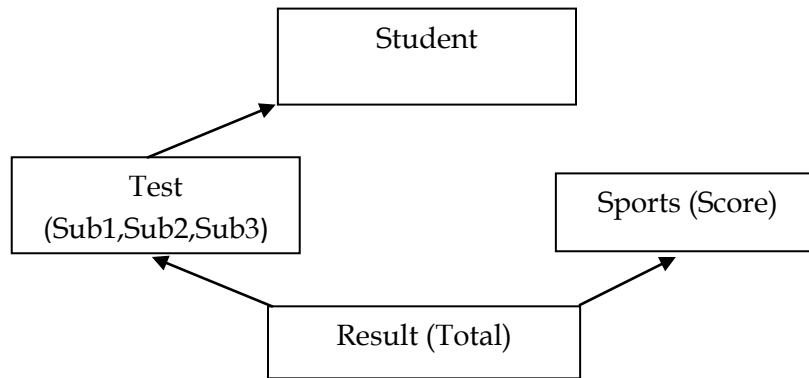 Student
Test
(Sub1,Sub2,Sub3)
Sports (Score)
Result (Total)